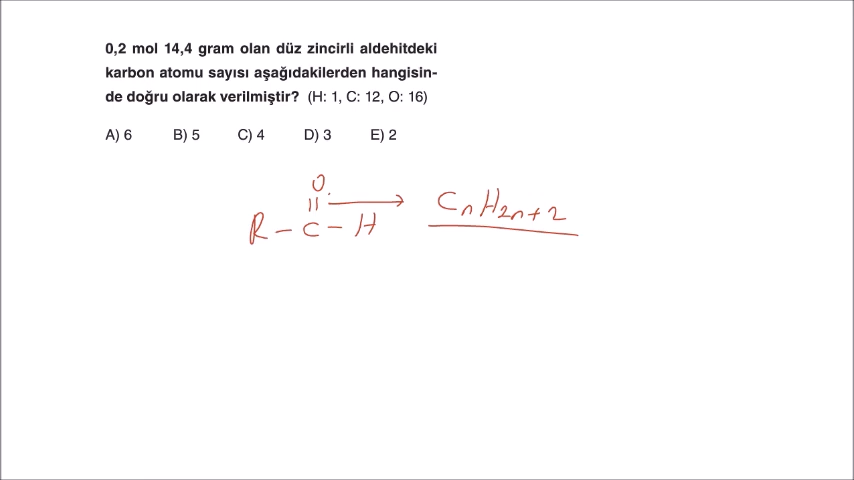 0,2 mol 14,4 gram olan düz zincirli aldehitdeki
karbon atomu sayısı aşağıdakilerden hangisin-
de doğru olarak verilmiştir? (H: 1, C: 12, O: 16)
A) 6 B) 5 C) 4 D) 3 E) 2
O
R - C - H
CnH2n+2